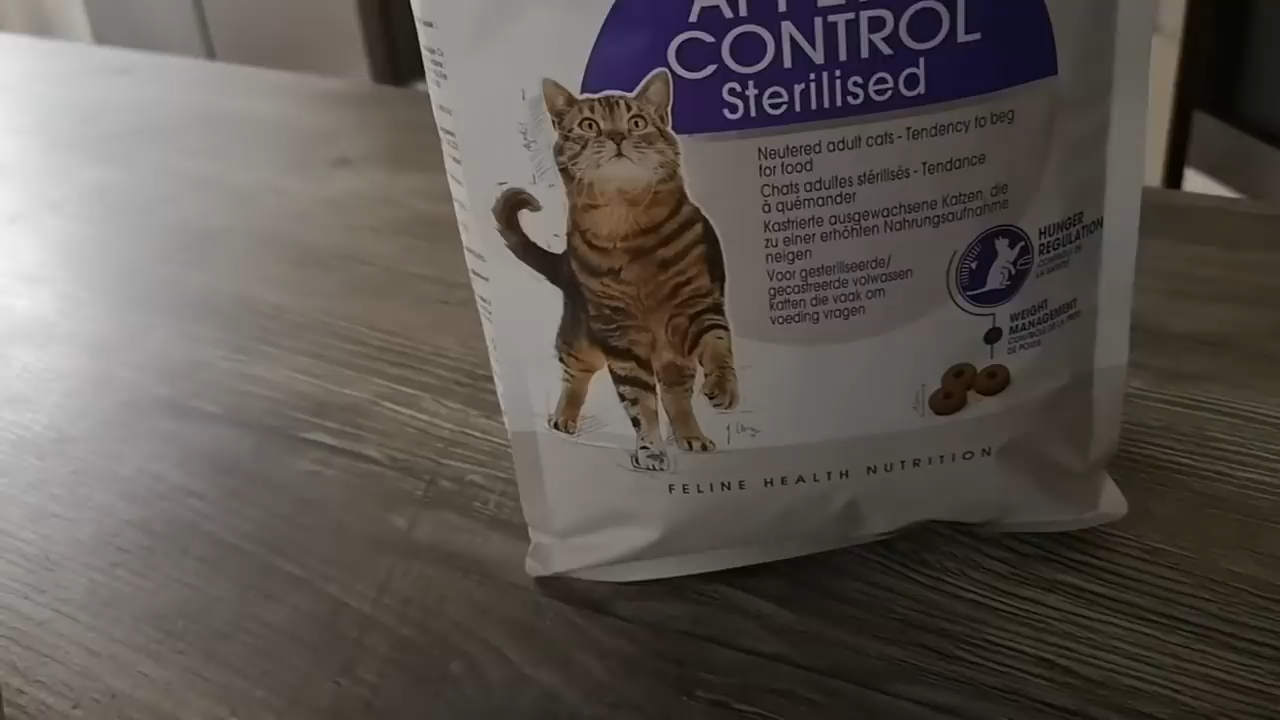 CONTROL
Sterilised
Neutered adult cats - Tendency to beg
for food
Chats adultes stérilisés - Tendance
à quémander
Kastrierte ausgewachsene Katzen, die
zu einer erhöhten Nahrungsaufnahme
neigen
Voor gesteriliseerde/
gecastreerde volwassen
katten die vaak om
voeding vragen
HUNGER
REGULATION
WEIGHT
MANAGEMENT
DE POIDS
FELINE HEALTH NUTRITION